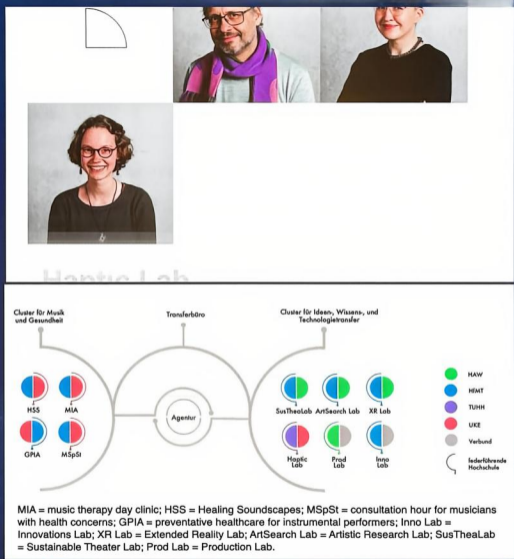 Haptic Lab
Cluster für Musik
und Gesundheit
Transferbüro
Cluster für Ideen-, Wissens-, und
Technologietransfer
Agentur
HSS
MIA
GPIA
MSpSt
SusTheaLab
ArtSearch Lab
XR Lab
Haptic
Lab
Prod
Lab
Inno
Lab
HAW
HfMT
TUHH
UKE
Verbund
federführende
Hochschule
MIA = music therapy day clinic; HSS = Healing Soundscapes; MSpSt = consultation hour for musicians
with health concerns; GPIA = preventative healthcare for instrumental performers; Inno Lab =
Innovations Lab; XR Lab = Extended Reality Lab; ArtSearch Lab = Artistic Research Lab; SusTheaLab
= Sustainable Theater Lab; Prod Lab = Production Lab.